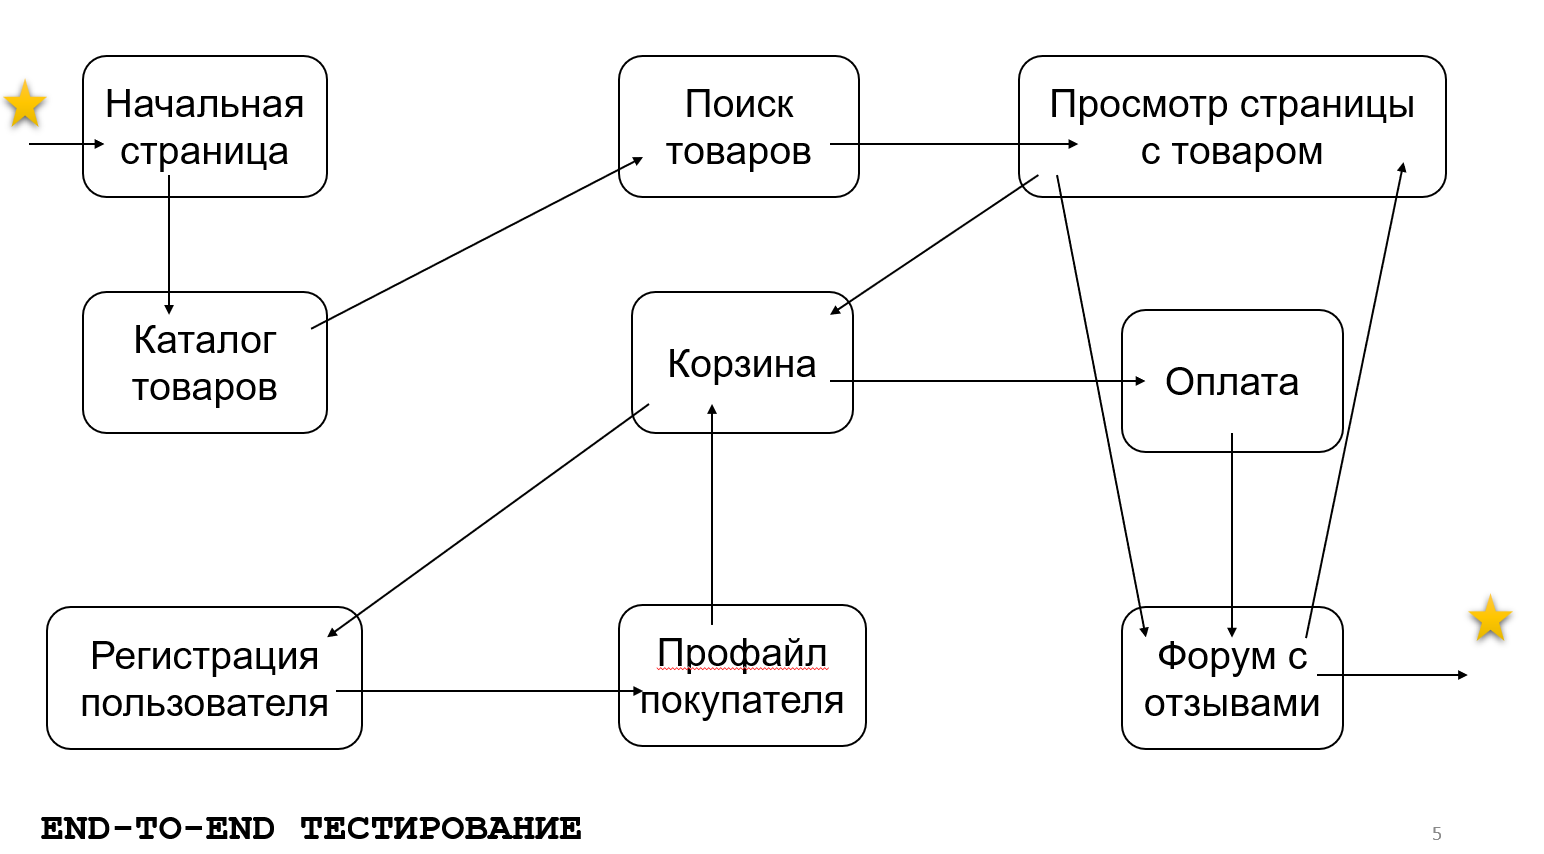 Начальная
страница
Поиск
товаров
Просмотр страницы
с товаром
Каталог
товаров
Корзина
Оплата
Регистрация
пользователя
Профайл
покупателя
Форум с
отзывами
END-TO-END ТЕСТИРОВАНИЕ
5